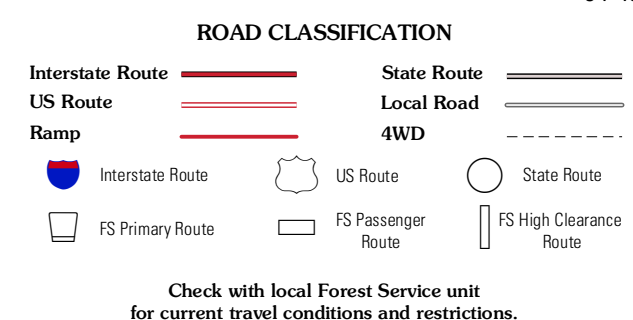 ROAD CLASSIFICATION
Interstate Route
State Route
US Route
Local Road
Ramp
4WD
Interstate Route
US Route
State Route
FS Primary Route
FS Passenger
Route
FS High Clearance
Route
Check with local Forest Service unit
for current travel conditions and restrictions.